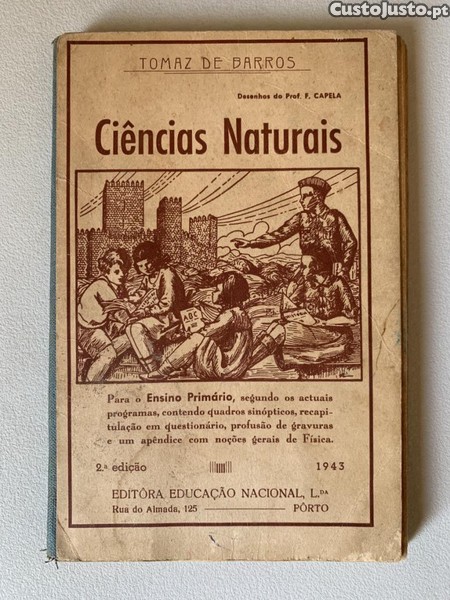 CustoJusto.pt
TOMAZ DE BARROS
Desenhos do Prof. F. CAPELA
Ciências Naturais
ABC
Para o Ensino Primário, segundo os actuais
programas, contendo quadros sinópticos, recapi-
tulação em questionário, profusão de gravuras
e um apêndice com noções gerais de Física.
2.ª edição 1943
EDITÔRA EDUCAÇÃO NACIONAL, L.DA
Rua do Almada, 125 PÔRTO